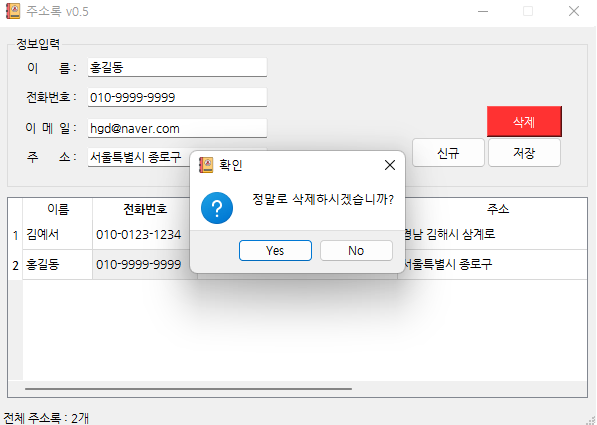 주소록 v0.5
정보입력
이 름 : 홍길동
전화번호 : 010-9999-9999
이 메 일 : hgd@naver.com
주 소 : 서울특별시 종로구
삭제
신규 저장
확인
정말로 삭제하시겠습니까?
Yes No
이름 전화번호 주소
1 김예서 010-0123-1234 경남 김해시 삼계로
2 홍길동 010-9999-9999 서울특별시 종로구
전체 주소록 : 2개